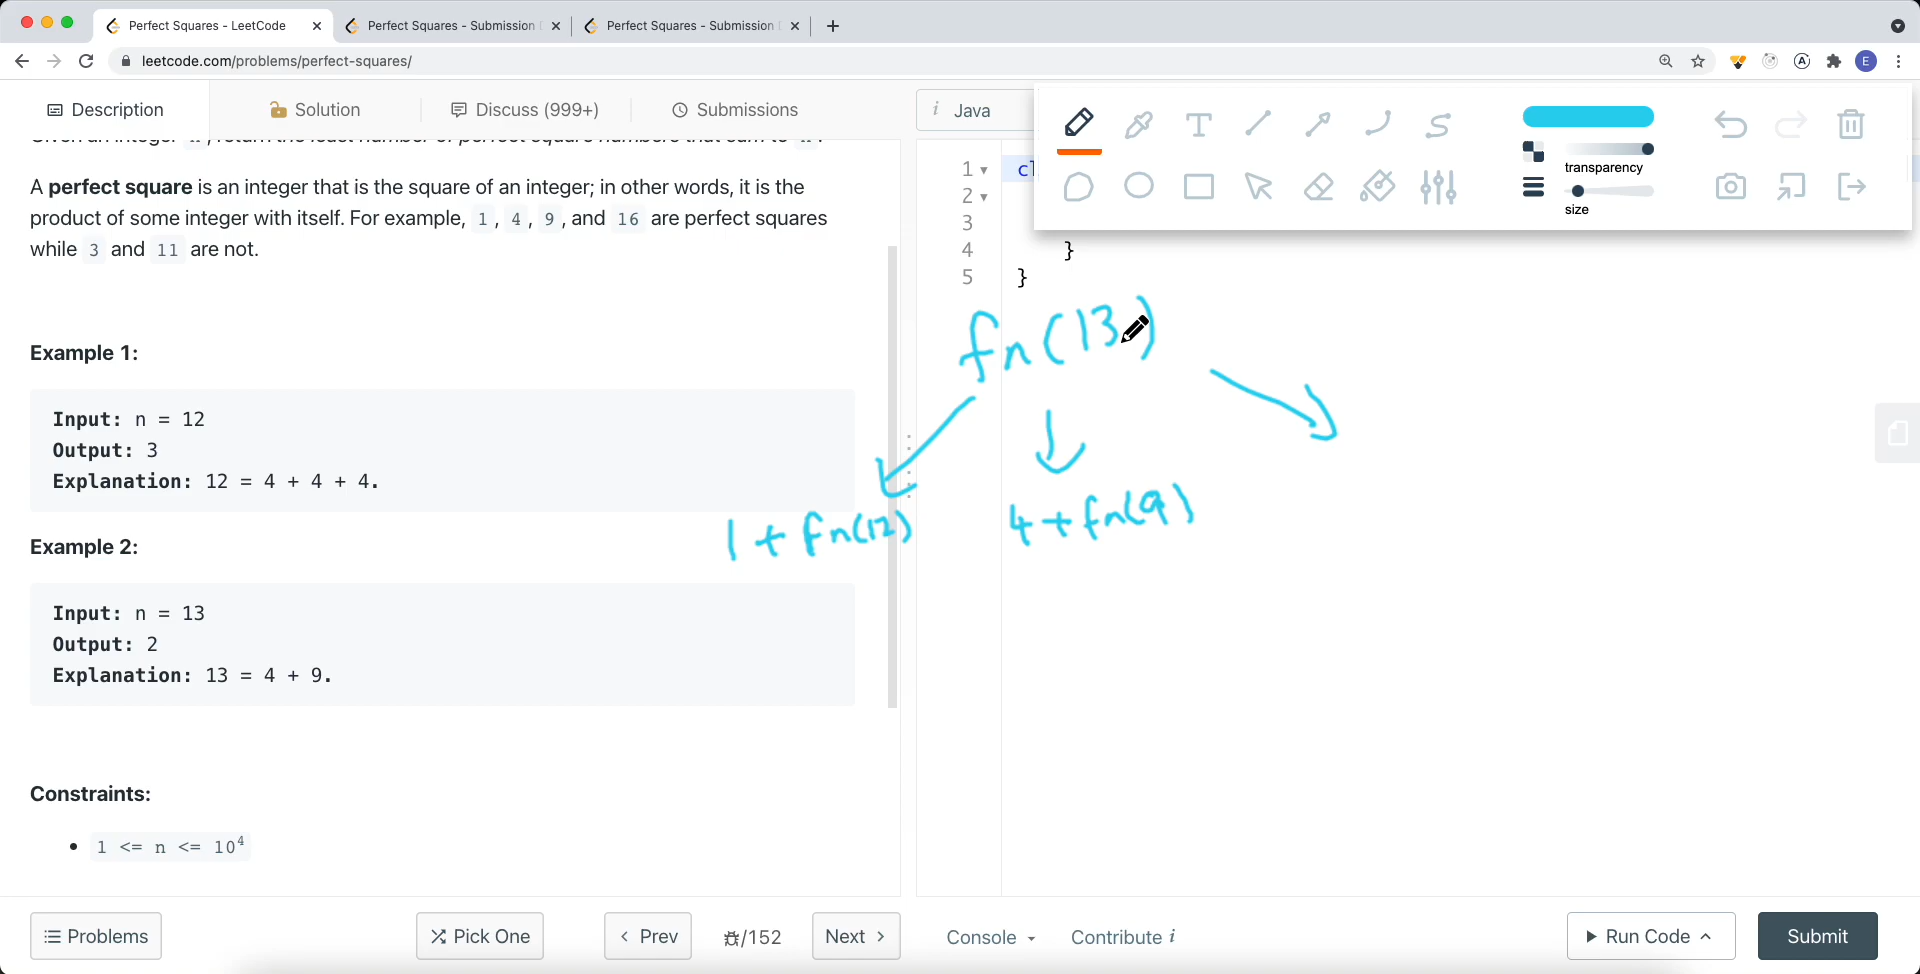 Perfect Squares - LeetCode
Perfect Squares - Submission
Perfect Squares - Submission
leetcode.com/problems/perfect-squares/
E
Description
Solution
Discuss (999+)
Submissions
i Java
transparency
size
A perfect square is an integer that is the square of an integer; in other words, it is the
product of some integer with itself. For example, 1, 4, 9, and 16 are perfect squares
while 3 and 11 are not.
Example 1:
Input: n = 12
Output: 3
Explanation: 12 = 4 + 4 + 4.
Example 2:
Input: n = 13
Output: 2
Explanation: 13 = 4 + 9.
Constraints:
1 <= n <= 10⁴
1 cl
2
3
4 }
5 }
fn(13)
1 + fn(12)
4 + fn(9)
Problems
Pick One
Prev
/152
Next
Console
Contribute i
Run Code
Submit